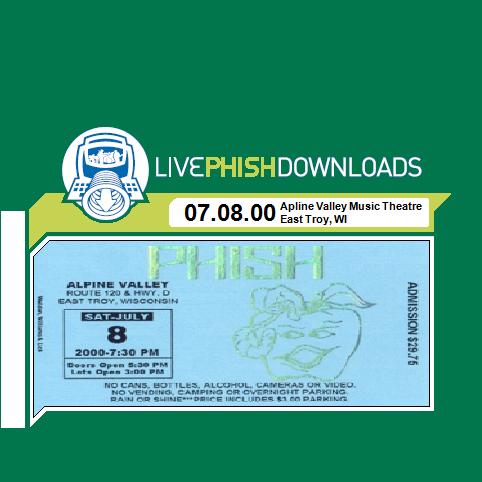 LIVEPHISHDOWNLOADS
07.08.00
Apline Valley Music Theatre
East Troy, WI
PHISH
ALPINE VALLEY
ROUTE 120 & HWY. D
EAST TROY, WISCONSIN
SAT-JULY
8
2000-7:30 PM
Doors Open 5:30 PM
Lots Open 3:00 PM
ADMISSION $29.75
NO CANS, BOTTLES, ALCOHOL, CAMERAS OR VIDEO.
NO VENDING, CAMPING OR OVERNIGHT PARKING.
RAIN OR SHINE***PRICE INCLUDES $1.00 PARKING